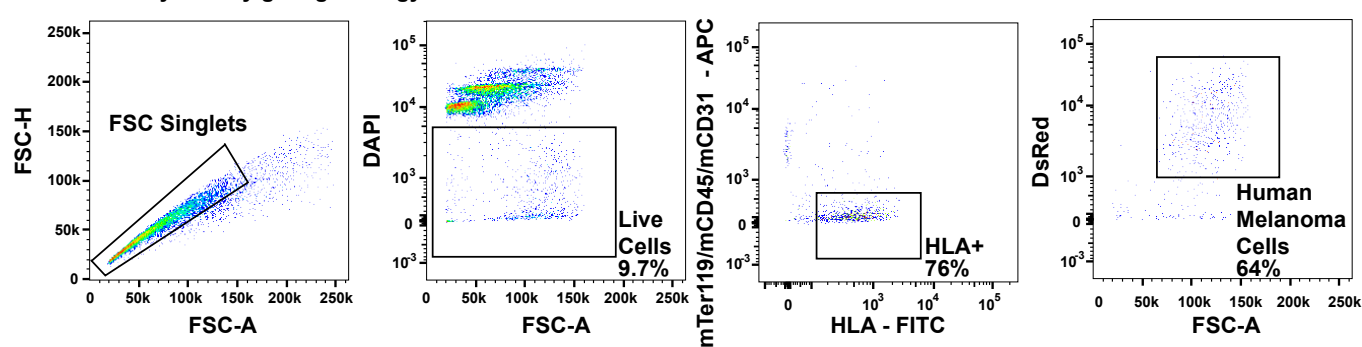 250k
200k
150k
100k
50k
0
FSC-H
FSC Singlets
0 50k 100k 150k 200k 250k
FSC-A
10^5
10^4
10^3
0
-10^3
DAPI
Live
Cells
9.7%
0 50k 100k 150k 200k 250k
FSC-A
mTer119/mCD45/mCD31 - APC
10^5
10^4
10^3
0
-10^3
HLA+
76%
0 10^3 10^4 10^5
HLA - FITC
DsRed
10^5
10^4
10^3
0
-10^3
Human
Melanoma
Cells
64%
0 50k 100k 150k 200k 250k
FSC-A